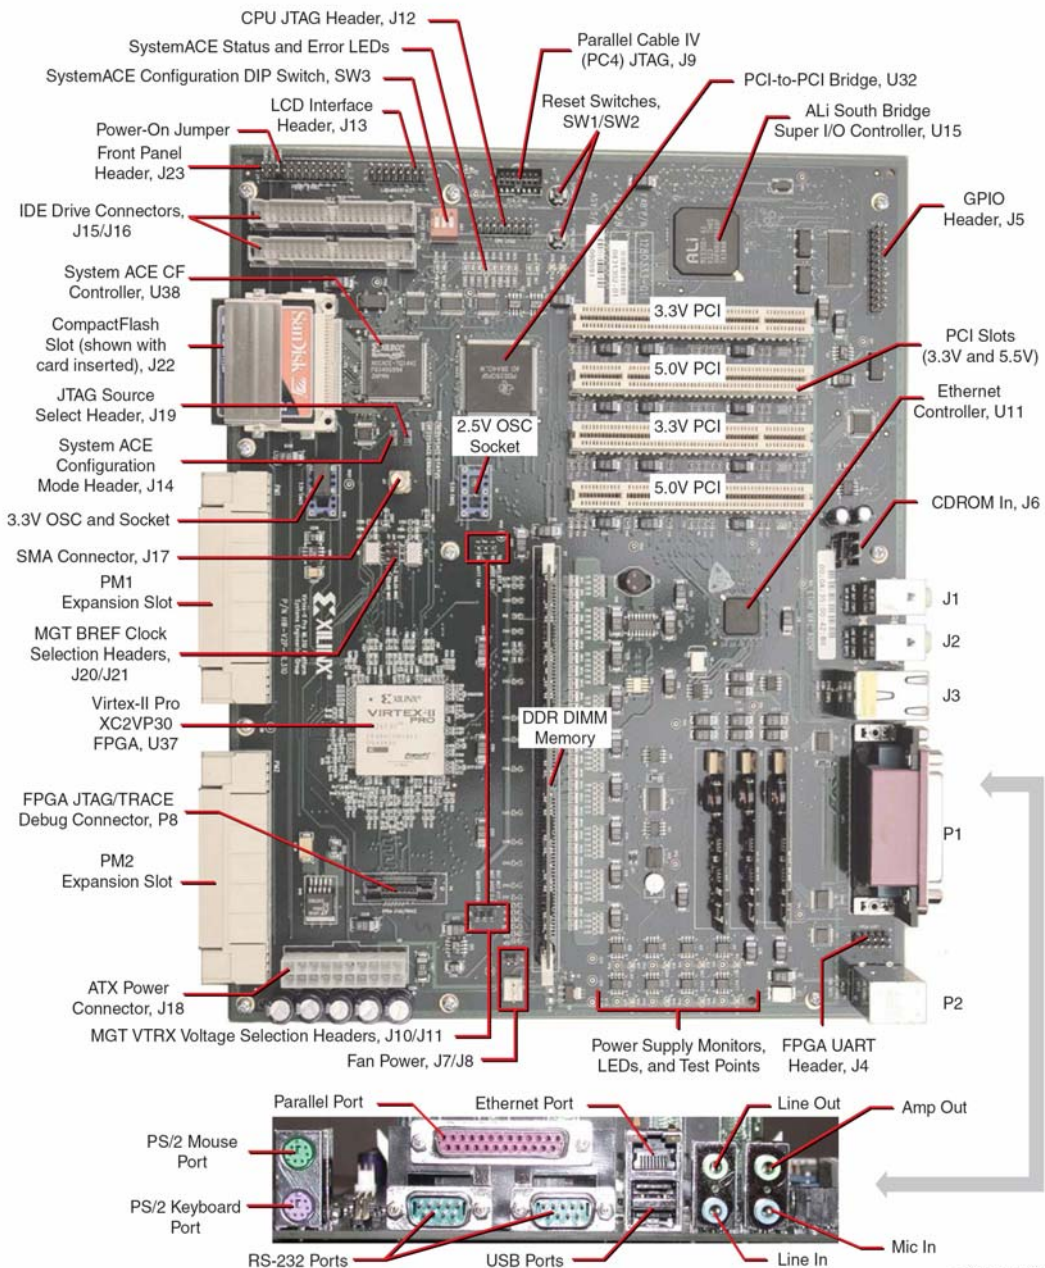 CPU JTAG Header, J12
SystemACE Status and Error LEDs
SystemACE Configuration DIP Switch, SW3
LCD Interface
Header, J13
Power-On Jumper
Front Panel
Header, J23
IDE Drive Connectors,
J15/J16
System ACE CF
Controller, U38
CompactFlash
Slot (shown with
card inserted), J22
JTAG Source
Select Header, J19
System ACE
Configuration
Mode Header, J14
3.3V OSC and Socket
SMA Connector, J17
PM1
Expansion Slot
MGT BREF Clock
Selection Headers,
J20/J21
Virtex-II Pro
XC2VP30
FPGA, U37
FPGA JTAG/TRACE
Debug Connector, P8
PM2
Expansion Slot
ATX Power
Connector, J18
MGT VTRX Voltage Selection Headers, J10/J11
Fan Power, J7/J8
Parallel Cable IV
(PC4) JTAG, J9
Reset Switches,
SW1/SW2
PCI-to-PCI Bridge, U32
ALi South Bridge
Super I/O Controller, U15
GPIO
Header, J5
PCI Slots
(3.3V and 5.5V)
Ethernet
Controller, U11
CDROM In, J6
J1
J2
J3
P1
P2
FPGA UART
Header, J4
Power Supply Monitors,
LEDs, and Test Points
3.3V PCI
5.0V PCI
3.3V PCI
5.0V PCI
2.5V OSC
Socket
DDR DIMM
Memory
ALi
SanDisk
XILINX
XILINX
VIRTEX-II
PRO
Parallel Port
Ethernet Port
Line Out
Amp Out
PS/2 Mouse
Port
PS/2 Keyboard
Port
RS-232 Ports
USB Ports
Line In
Mic In